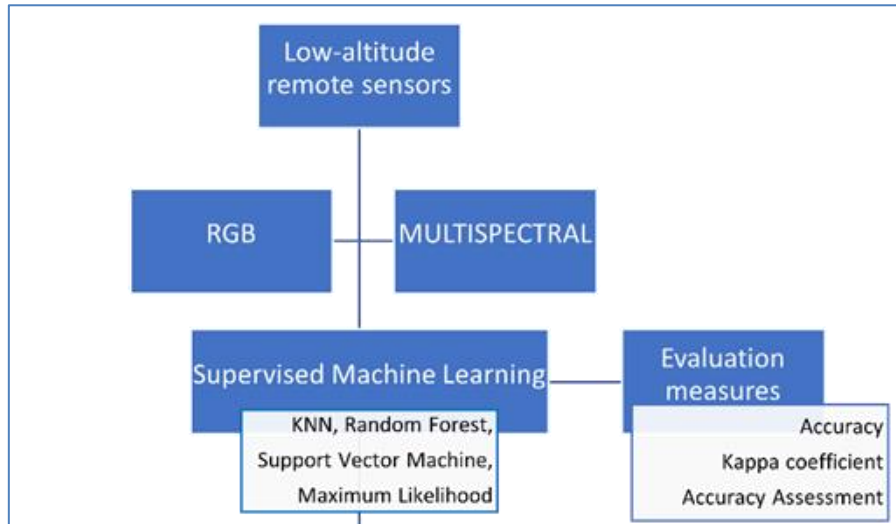 Low-altitude
remote sensors
RGB
MULTISPECTRAL
Supervised Machine Learning
KNN, Random Forest,
Support Vector Machine,
Maximum Likelihood
Evaluation
measures
Accuracy
Kappa coefficient
Accuracy Assessment